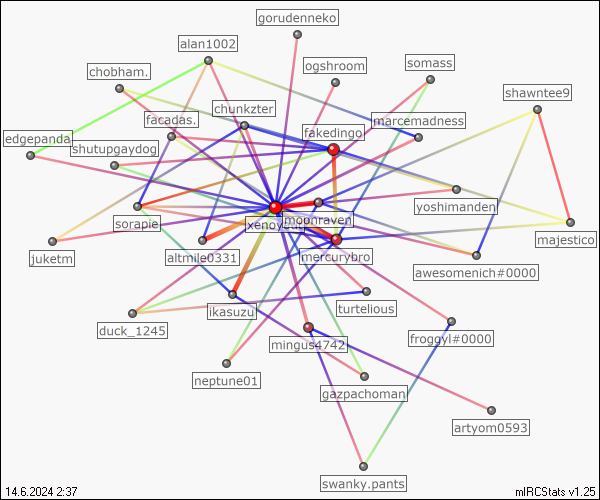 gorudenneko
alan1002
ogshroom
somass
chobham.
shawntee9
chunkzter
facadas.
marcemadness
fakedingo
edgepanda
shutupgaydog
yoshimanden
sorapie
moonraven
majestico
juketm
altmile0331
mercurybro
awesomenich#0000
ikasuzu
turtelious
duck_1245
froggyl#0000
mingus4742
neptune01
gazpachoman
artyom0593
swanky.pants
14.6.2024 2:37
mIRCStats v1.25